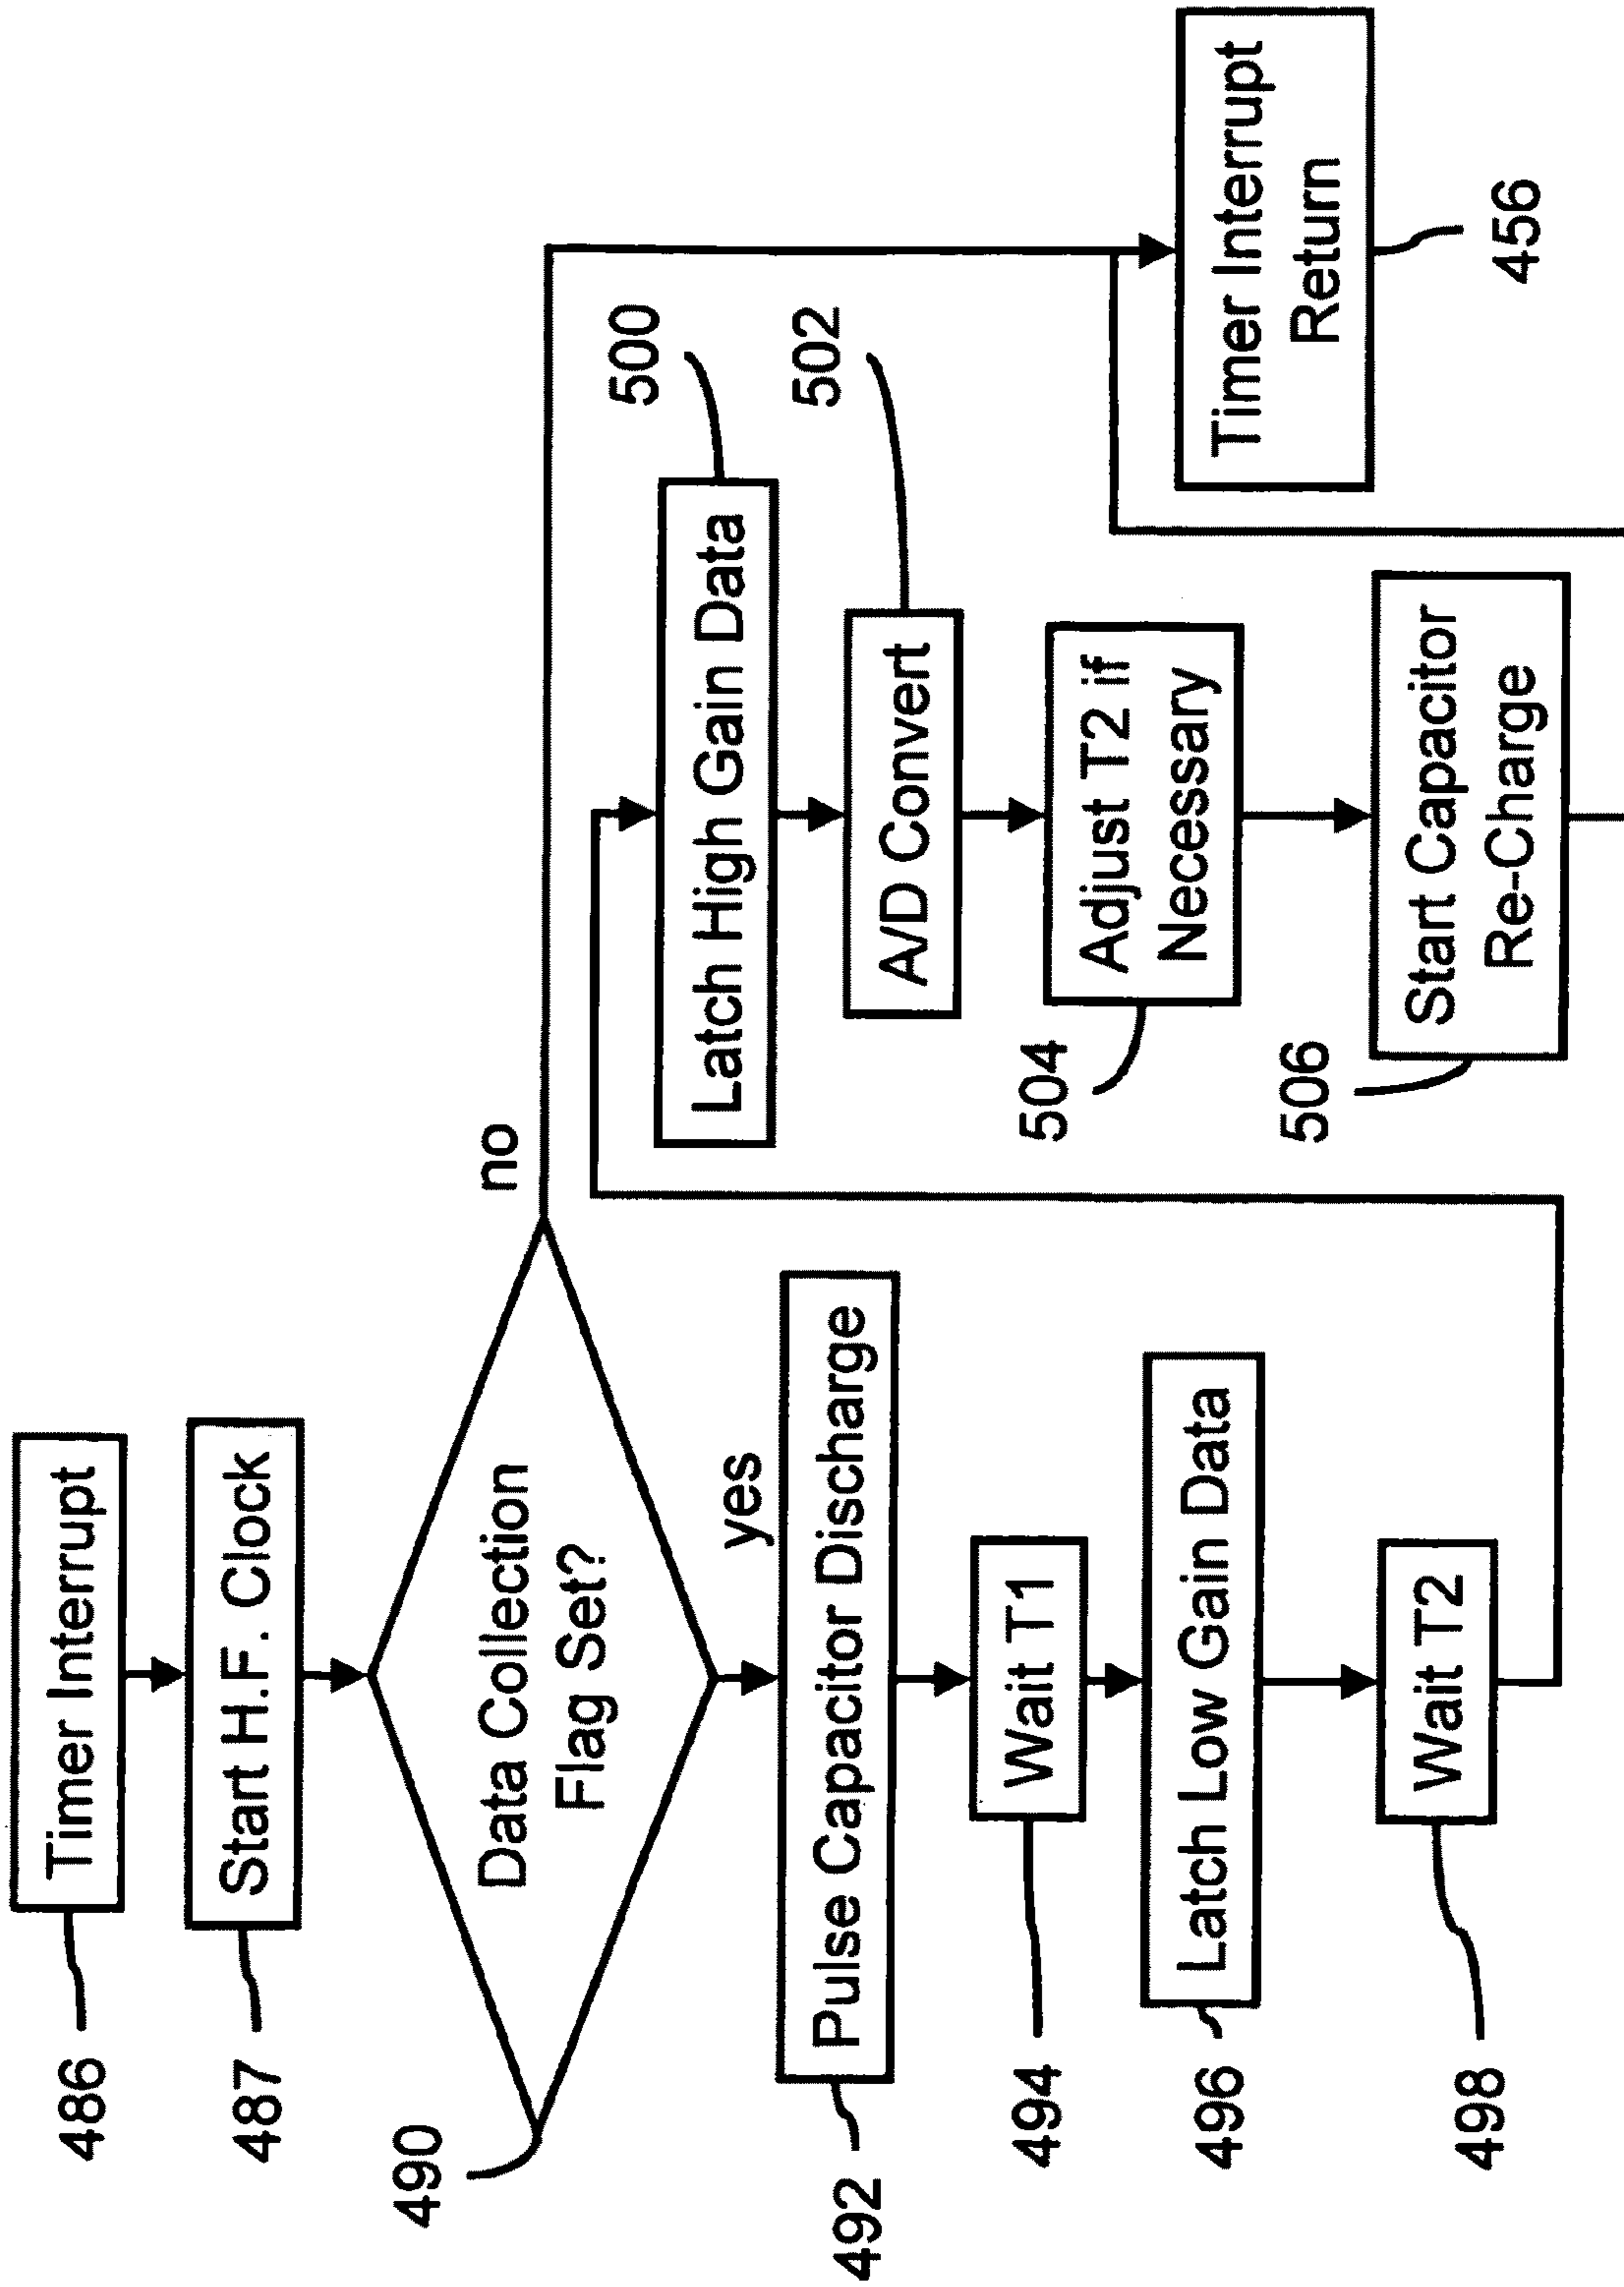 486
Timer Interrupt
487
Start H.F. Clock
490
Data Collection
Flag Set?
no
yes
492
Pulse Capacitor Discharge
494
Wait T1
496
Latch Low Gain Data
498
Wait T2
500
Latch High Gain Data
502
A/D Convert
504
Adjust T2 if
Necessary
506
Start Capacitor
Re-Charge
Timer Interrupt
Return
456